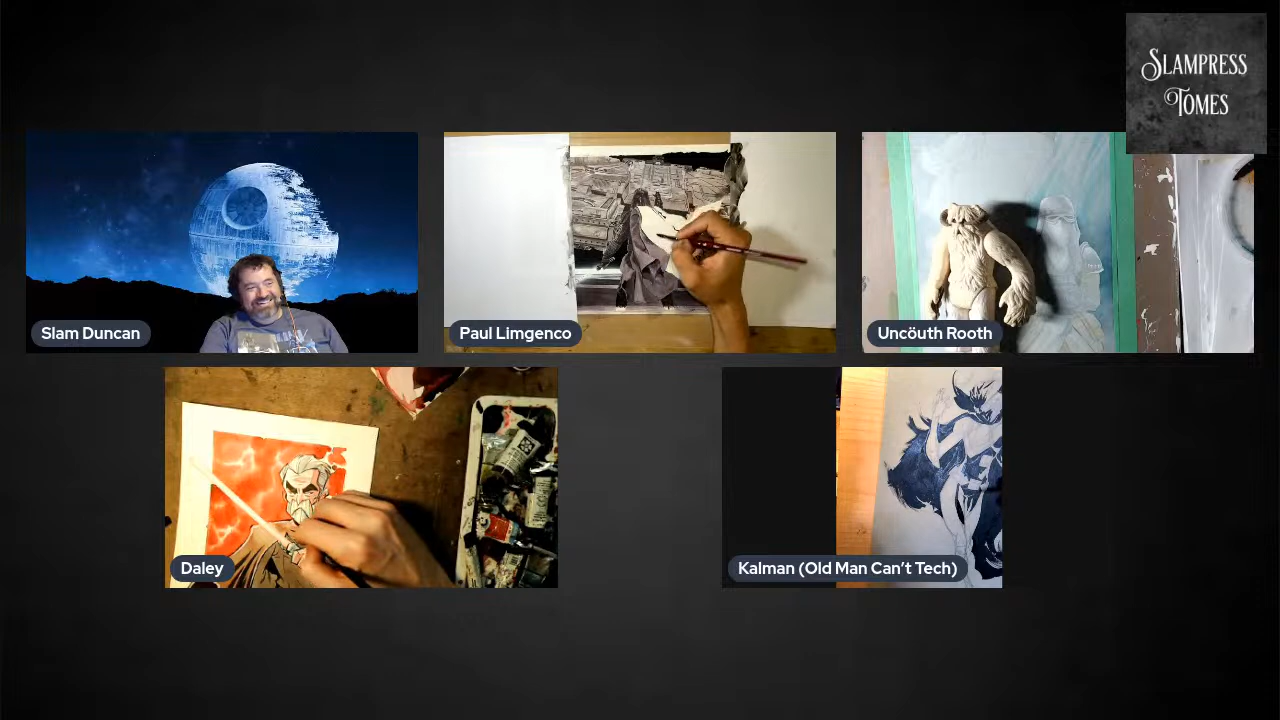 Slampress
Tomes
Slam Duncan
Paul Limgenco
Uncöuth Rooth
Daley
Kalman (Old Man Can’t Tech)